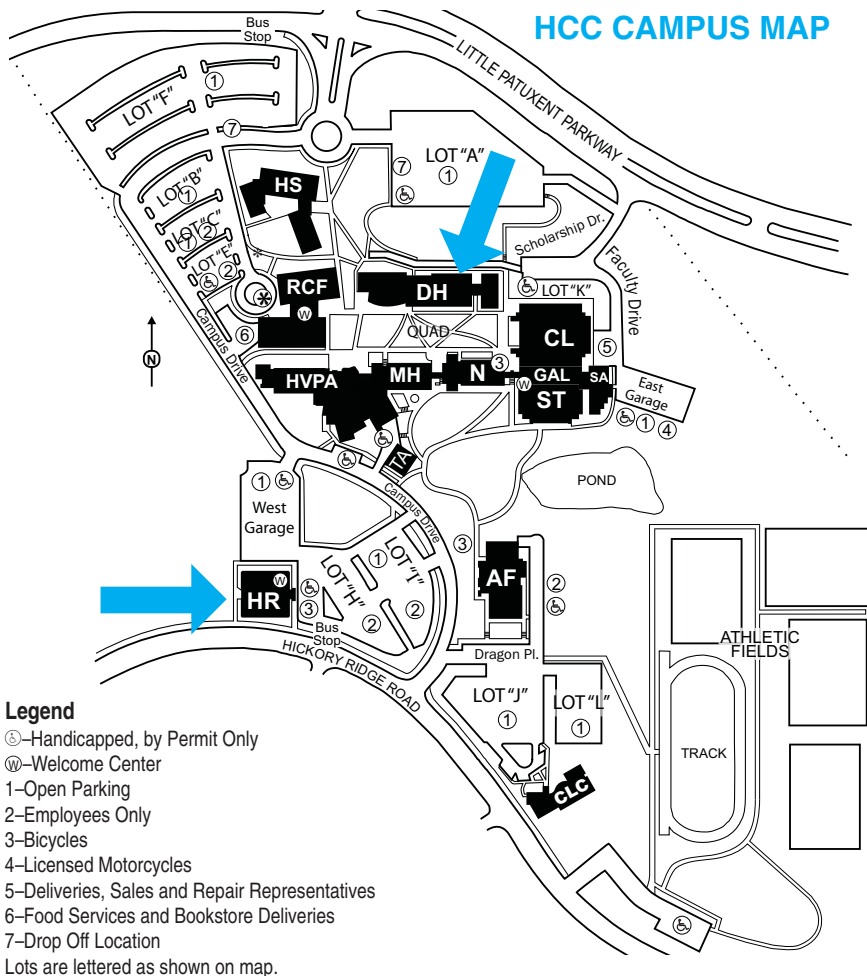 HCC CAMPUS MAP
Bus
Stop
LITTLE PATUXENT PARKWAY
LOT "F"
1
7
LOT "A"
1
7
LOT "B"
7
HS
LOT "C"
7 2
Scholarship Dr.
LOT "E"
2
*
Faculty Drive
RCF
W
*
DH
LOT "K"
6
QUAD
CL
5
Campus Drive
N
HVPA
MH
N
3
GAL
SA
W
ST
East
Garage
1 4
TA
POND
1
West
Garage
Campus Drive
3
LOT "I"
1
LOT "H"
2
2
AF
2
W
HR
3
Bus
Stop
HICKORY RIDGE ROAD
Dragon Pl.
ATHLETIC
FIELDS
LOT "J"
1
LOT "L"
1
TRACK
CLC
Legend
♿–Handicapped, by Permit Only
Ⓦ–Welcome Center
1–Open Parking
2–Employees Only
3–Bicycles
4–Licensed Motorcycles
5–Deliveries, Sales and Repair Representatives
6–Food Services and Bookstore Deliveries
7–Drop Off Location
Lots are lettered as shown on map.